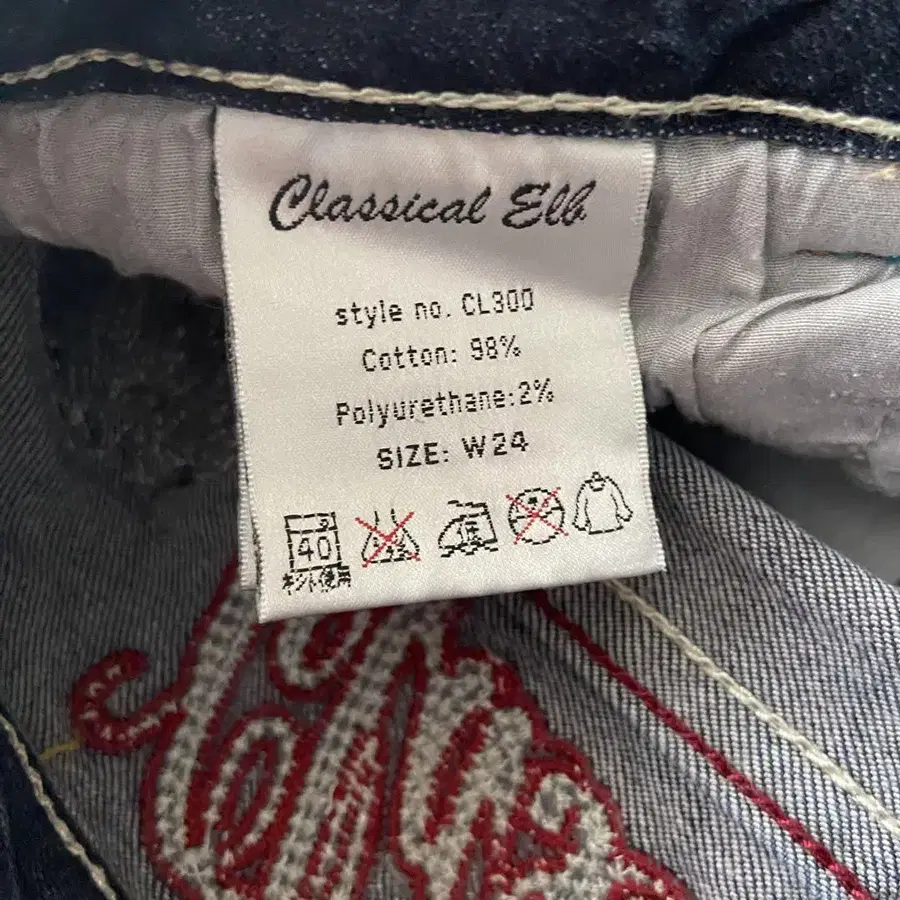 Classical Elb
style no. CL300
Cotton: 98%
Polyurethane:2%
SIZE: W24
40
ネット使用